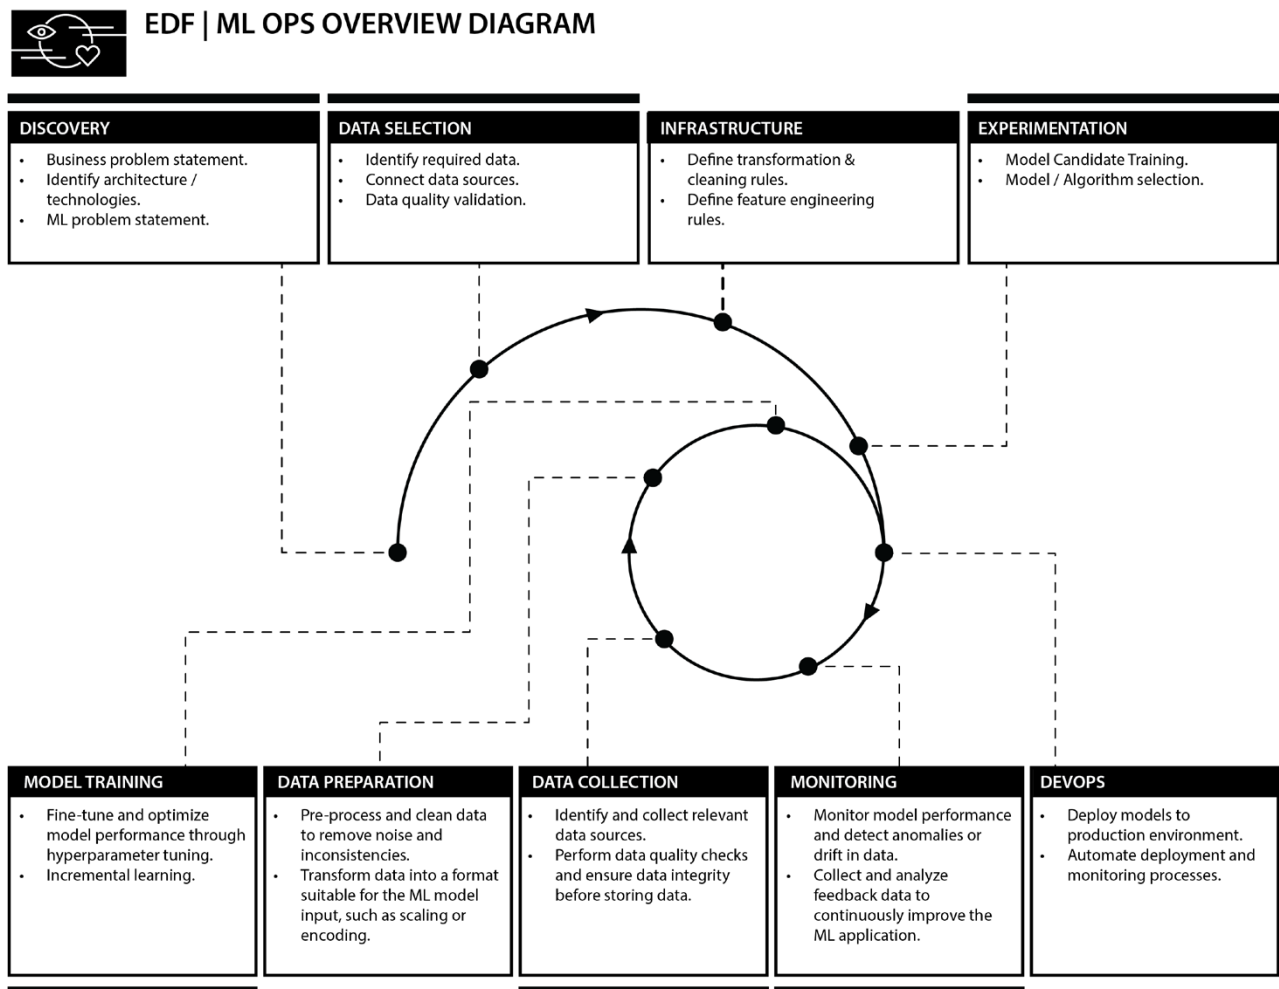 EDF | ML OPS OVERVIEW DIAGRAM
DISCOVERY
• Business problem statement.
• Identify architecture /
technologies.
• ML problem statement.
DATA SELECTION
• Identify required data.
• Connect data sources.
• Data quality validation.
INFRASTRUCTURE
• Define transformation &
cleaning rules.
• Define feature engineering
rules.
EXPERIMENTATION
• Model Candidate Training.
• Model / Algorithm selection.
MODEL TRAINING
• Fine-tune and optimize
model performance through
hyperparameter tuning.
• Incremental learning.
DATA PREPARATION
• Pre-process and clean data
to remove noise and
inconsistencies.
• Transform data into a format
suitable for the ML model
input, such as scaling or
encoding.
DATA COLLECTION
• Identify and collect relevant
data sources.
• Perform data quality checks
and ensure data integrity
before storing data.
MONITORING
• Monitor model performance
and detect anomalies or
drift in data.
• Collect and analyze
feedback data to
continuously improve the
ML application.
DEVOPS
• Deploy models to
production environment.
• Automate deployment and
monitoring processes.